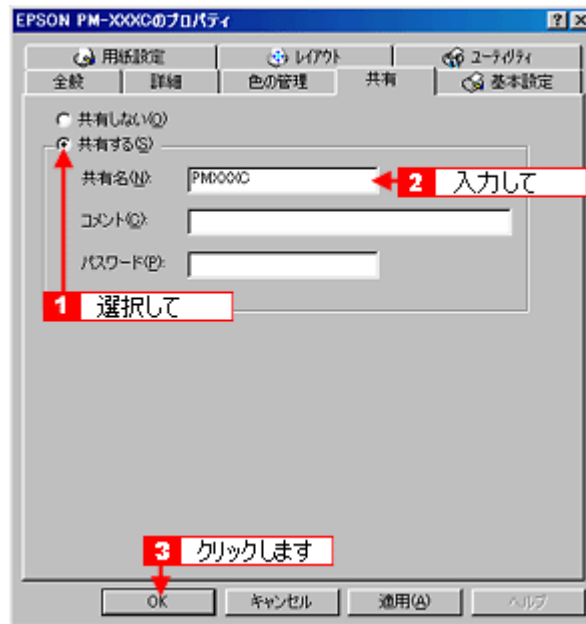 EPSON PM-XXXCのプロパティ
用紙設定 レイアウト ユーティリティ
全般 詳細 色の管理 共有 基本設定
共有しない(O)
共有する(S)
共有名(N): PMXXXC
2 入力して
コメント(C):
パスワード(P):
1 選択して
3 クリックします
OK キャンセル 適用(A) ヘルプ